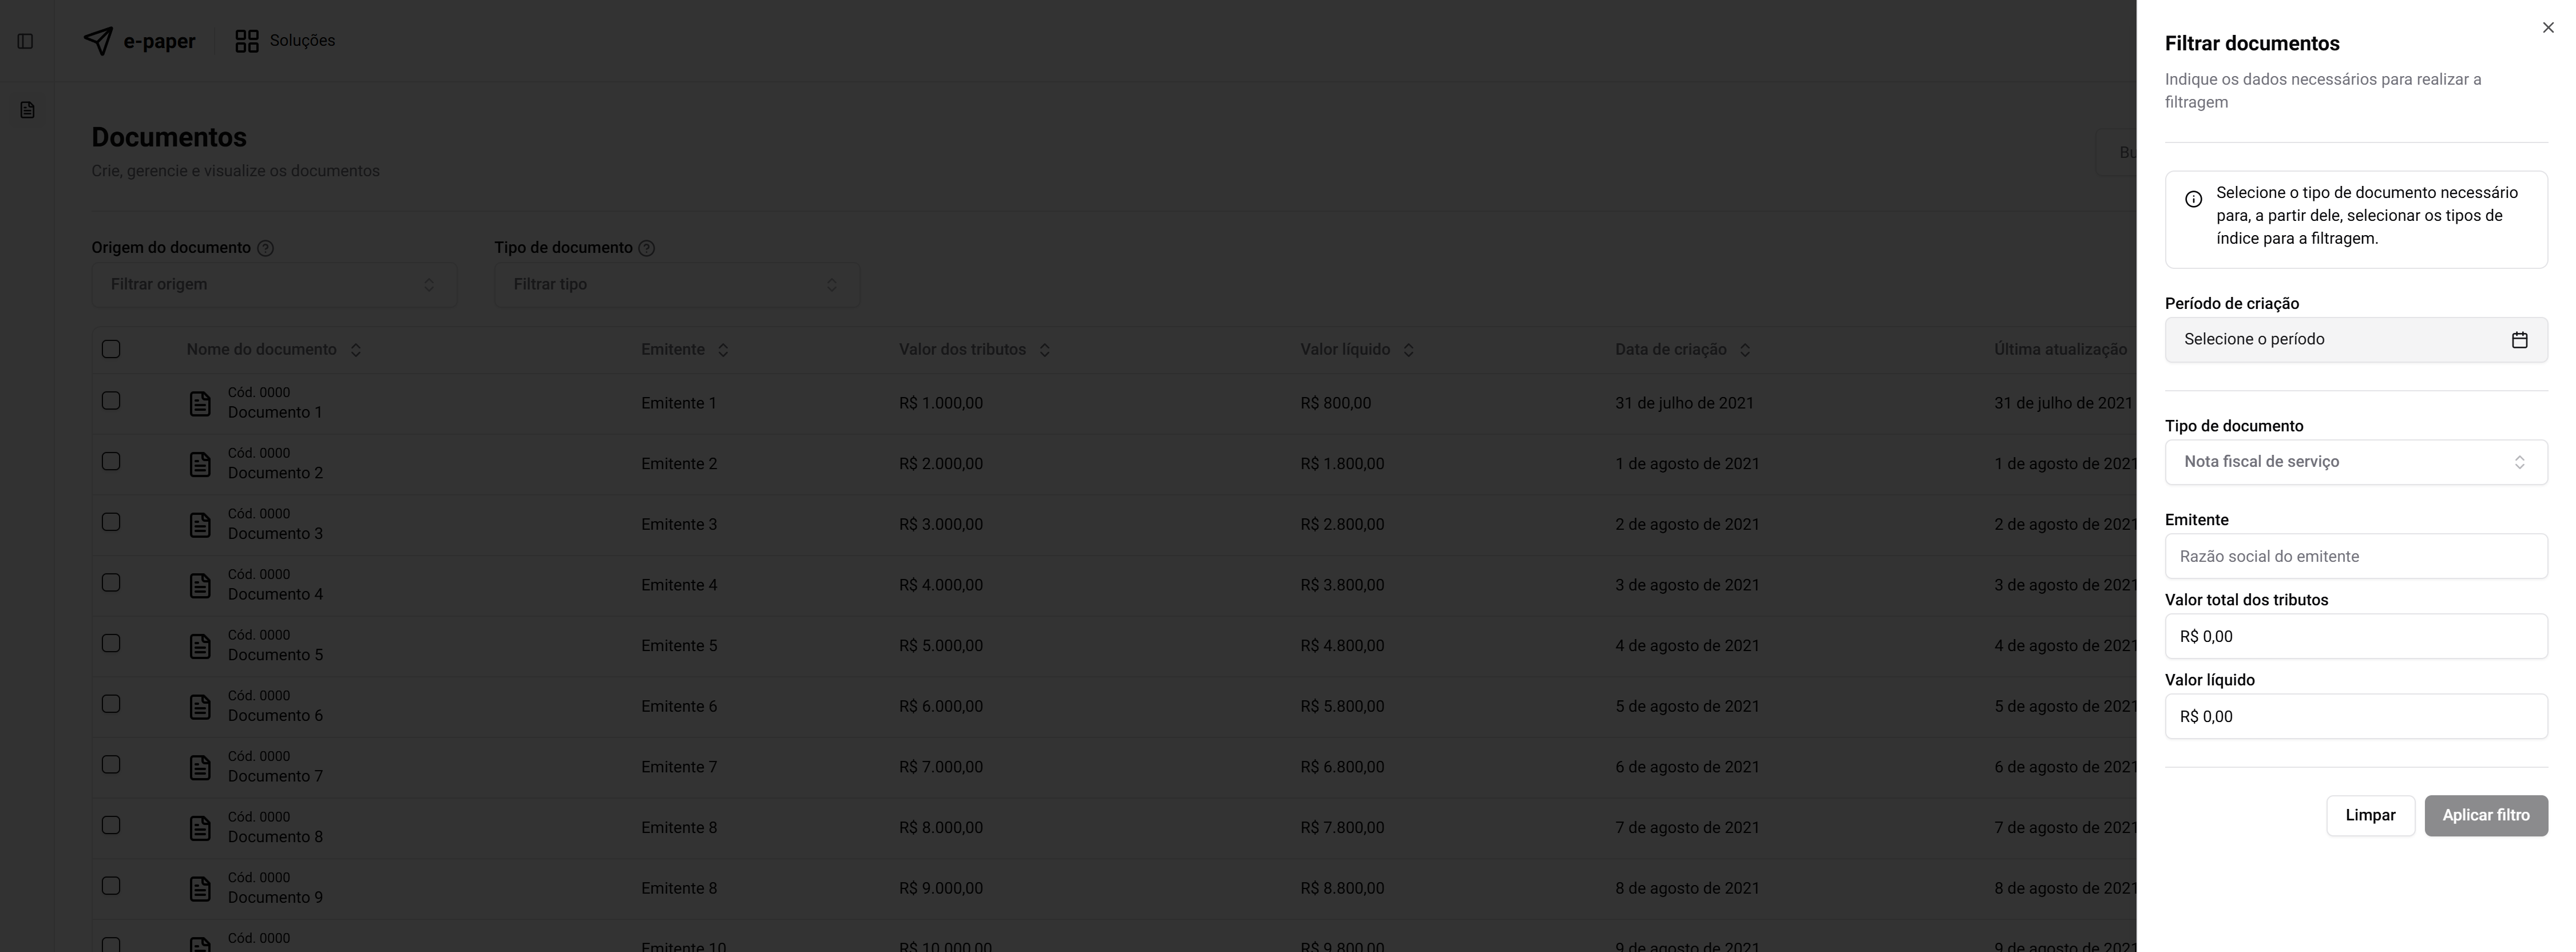 e-paper
Soluções
Documentos
Crie, gerencie e visualize os documentos
Bu
Origem do documento
Tipo de documento
Filtrar origem
Filtrar tipo
Nome do documento Emitente Valor dos tributos Valor líquido Data de criação Última atualização
Cód. 0000
Documento 1 Emitente 1 R$ 1.000,00 R$ 800,00 31 de julho de 2021 31 de julho de 2021
Cód. 0000
Documento 2 Emitente 2 R$ 2.000,00 R$ 1.800,00 1 de agosto de 2021 1 de agosto de 2021
Cód. 0000
Documento 3 Emitente 3 R$ 3.000,00 R$ 2.800,00 2 de agosto de 2021 2 de agosto de 2021
Cód. 0000
Documento 4 Emitente 4 R$ 4.000,00 R$ 3.800,00 3 de agosto de 2021 3 de agosto de 2021
Cód. 0000
Documento 5 Emitente 5 R$ 5.000,00 R$ 4.800,00 4 de agosto de 2021 4 de agosto de 2021
Cód. 0000
Documento 6 Emitente 6 R$ 6.000,00 R$ 5.800,00 5 de agosto de 2021 5 de agosto de 2021
Cód. 0000
Documento 7 Emitente 7 R$ 7.000,00 R$ 6.800,00 6 de agosto de 2021 6 de agosto de 2021
Cód. 0000
Documento 8 Emitente 8 R$ 8.000,00 R$ 7.800,00 7 de agosto de 2021 7 de agosto de 2021
Cód. 0000
Documento 9 Emitente 8 R$ 9.000,00 R$ 8.800,00 8 de agosto de 2021 8 de agosto de 2021
Cód. 0000
Emitente 10 R$ 10.000,00 R$ 9.800,00 9 de agosto de 2021 9 de agosto de 2021
Filtrar documentos
Indique os dados necessários para realizar a
filtragem
Selecione o tipo de documento necessário
para, a partir dele, selecionar os tipos de
índice para a filtragem.
Período de criação
Selecione o período
Tipo de documento
Nota fiscal de serviço
Emitente
Razão social do emitente
Valor total dos tributos
R$ 0,00
Valor líquido
R$ 0,00
Limpar
Aplicar filtro